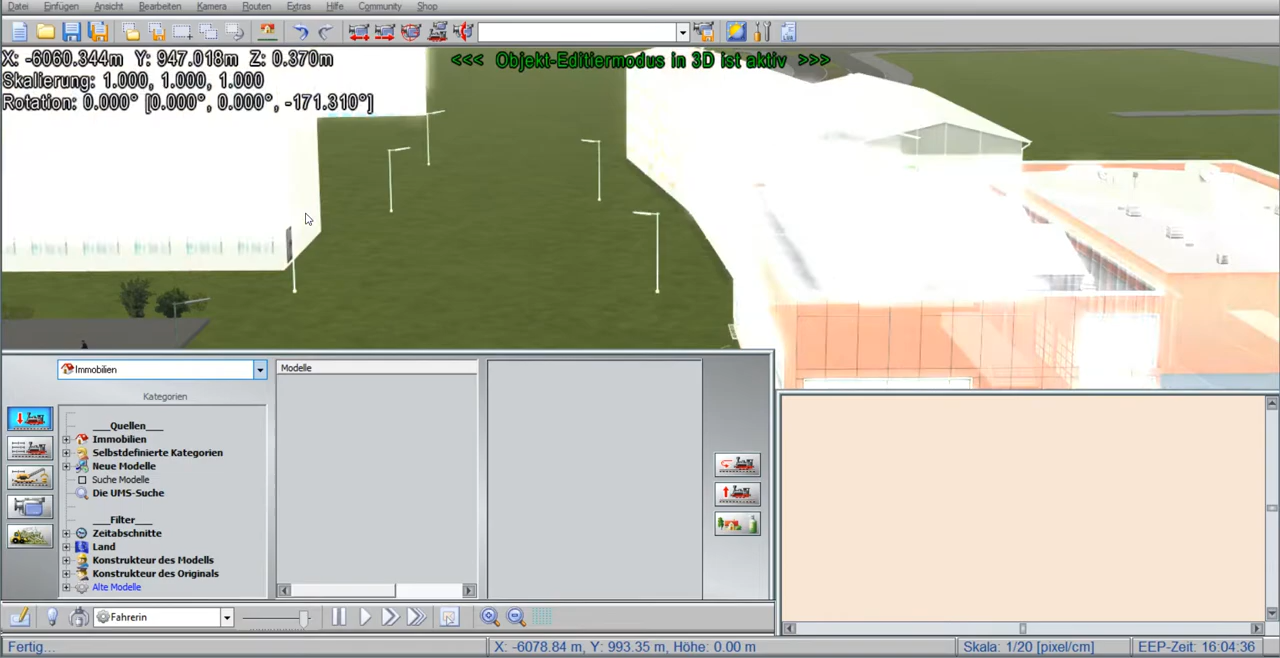 Datei Einfügen Ansicht Bearbeiten Kamera Routen Extras Hilfe Community Shop
X: -6060.344m Y: 947.018m Z: 0.370m
<<< Objekt-Editiermodus in 3D ist aktiv >>>
Skalierung: 1.000, 1.000, 1.000
Rotation: 0.000° [0.000°, 0.000°, -171.310°]
Immobilien
Modelle
Kategorien
___Quellen___
Immobilien
Selbstdefinierte Kategorien
Neue Modelle
Suche Modelle
Die UMS-Suche
___Filter___
Zeitabschnitte
Land
Konstrukteur des Modells
Konstrukteur des Originals
Alte Modelle
Fahrerin
Fertig... X: -6078.84 m, Y: 993.35 m, Höhe: 0.00 m Skala: 1/20 [pixel/cm] EEP-Zeit: 16:04:36